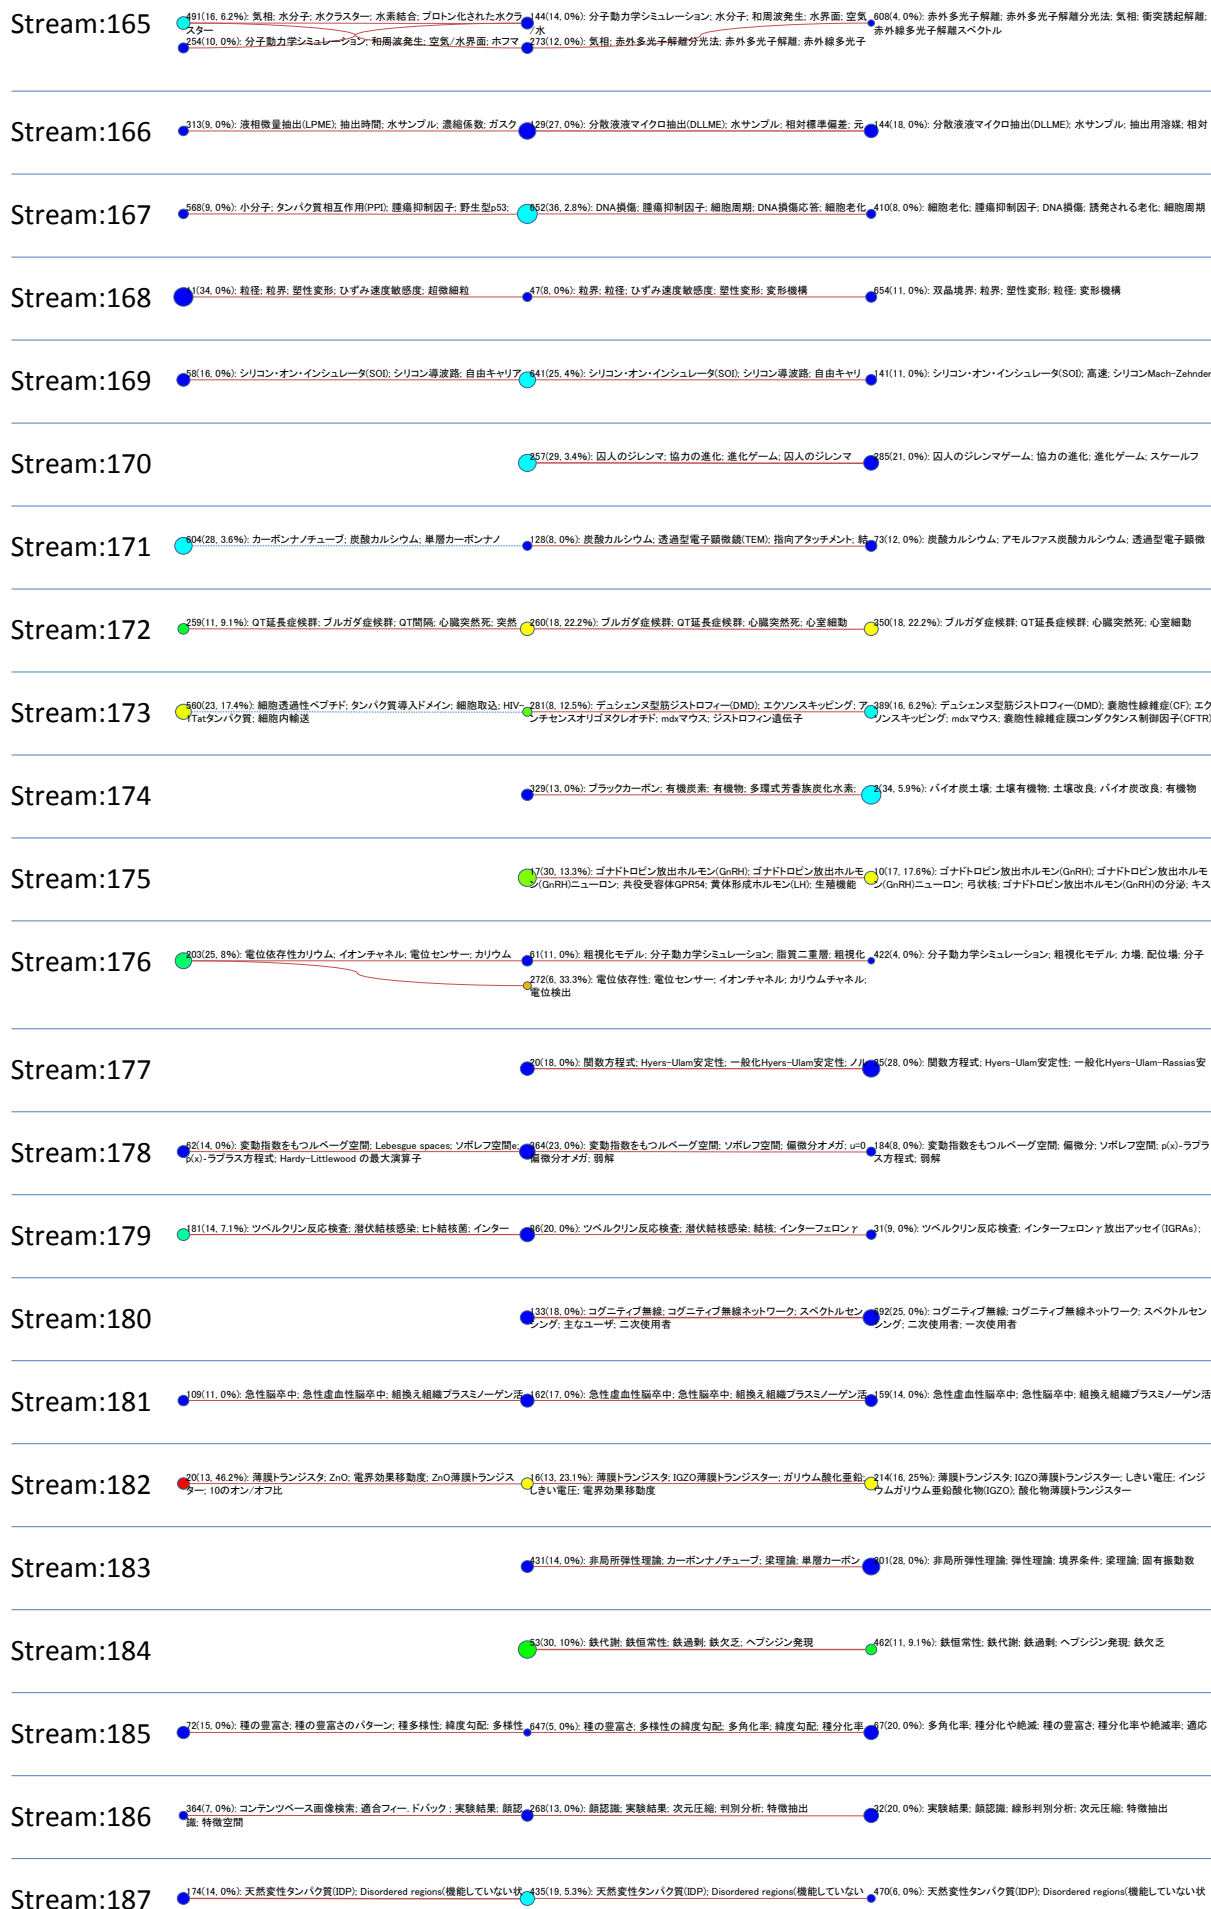 Stream:165
491(16, 6.2%): 気相; 水分子; 水クラスター; 水素結合; プロトン化された水クラ
スター
254(10, 0%): 分子動力学シミュレーション; 和周波発生; 空気/水界面; ホフマ
144(14, 0%): 分子動力学シミュレーション; 水分子; 和周波発生; 水界面; 空気
/水
273(12, 0%): 気相; 赤外多光子解離分光法; 赤外多光子解離; 赤外線多光子
608(4, 0%): 赤外多光子解離; 赤外多光子解離分光法; 気相; 衝突誘起解離;
赤外線多光子解離スペクトル
Stream:166
313(9, 0%): 液相微量抽出(LPME); 抽出時間; 水サンプル; 濃縮係数; ガスク
129(27, 0%): 分散液液マイクロ抽出(DLLME); 水サンプル; 相対標準偏差; 元
144(18, 0%): 分散液液マイクロ抽出(DLLME); 水サンプル; 抽出用溶媒; 相対
Stream:167
568(9, 0%): 小分子; タンパク質相互作用(PPI); 腫瘍抑制因子; 野生型p53;
652(36, 2.8%): DNA損傷; 腫瘍抑制因子; 細胞周期; DNA損傷応答; 細胞老化
410(8, 0%): 細胞老化; 腫瘍抑制因子; DNA損傷; 誘発される老化; 細胞周期
Stream:168
11(34, 0%): 粒径; 粒界; 塑性変形; ひずみ速度敏感度; 超微細粒
47(8, 0%): 粒界; 粒径; ひずみ速度敏感度; 塑性変形; 変形機構
654(11, 0%): 双晶境界; 粒界; 塑性変形; 粒径; 変形機構
Stream:169
58(16, 0%): シリコン・オン・インシュレータ(SOI); シリコン導波路; 自由キャリア
641(25, 4%): シリコン・オン・インシュレータ(SOI); シリコン導波路; 自由キャリ
141(11, 0%): シリコン・オン・インシュレータ(SOI); 高速; シリコンMach-Zehnder
Stream:170
257(29, 3.4%): 囚人のジレンマ; 協力の進化; 進化ゲーム; 囚人のジレンマ
285(21, 0%): 囚人のジレンマゲーム; 協力の進化; 進化ゲーム; スケールフ
Stream:171
604(28, 3.6%): カーボンナノチューブ; 炭酸カルシウム; 単層カーボンナノ
128(8, 0%): 炭酸カルシウム; 透過型電子顕微鏡(TEM); 指向アタッチメント; 結
73(12, 0%): 炭酸カルシウム; アモルファス炭酸カルシウム; 透過型電子顕微
Stream:172
259(11, 9.1%): QT延長症候群; ブルガダ症候群; QT間隔; 心臓突然死; 突然
260(18, 22.2%): ブルガダ症候群; QT延長症候群; 心臓突然死; 心室細動
350(18, 22.2%): ブルガダ症候群; QT延長症候群; 心臓突然死; 心室細動
Stream:173
560(23, 17.4%): 細胞透過性ペプチド; タンパク質導入ドメイン; 細胞取込; HIV-
1Tatタンパク質; 細胞内輸送
281(8, 12.5%): デュシェンヌ型筋ジストロフィー(DMD); エクソンスキッピング; ア
ンチセンスオリゴヌクレオチド; mdxマウス; ジストロフィン遺伝子
389(16, 6.2%): デュシェンヌ型筋ジストロフィー(DMD); 嚢胞性線維症(CF); エク
ソンスキッピング; mdxマウス; 嚢胞性線維症膜コンダクタンス制御因子(CFTR)
Stream:174
329(13, 0%): ブラックカーボン; 有機炭素; 有機物; 多環式芳香族炭化水素;
2(34, 5.9%): バイオ炭土壌; 土壌有機物; 土壌改良; バイオ炭改良; 有機物
Stream:175
17(30, 13.3%): ゴナドトロピン放出ホルモン(GnRH); ゴナドトロピン放出ホルモ
ン(GnRH)ニューロン; 共役受容体GPR54; 黄体形成ホルモン(LH); 生殖機能
10(17, 17.6%): ゴナドトロピン放出ホルモン(GnRH); ゴナドトロピン放出ホルモ
ン(GnRH)ニューロン; 弓状核; ゴナドトロピン放出ホルモン(GnRH)の分泌; キス
Stream:176
203(25, 8%): 電位依存性カリウム; イオンチャネル; 電位センサー; カリウム
61(11, 0%): 粗視化モデル; 分子動力学シミュレーション; 脂質二重層; 粗視化
422(4, 0%): 分子動力学シミュレーション; 粗視化モデル; 力場, 配位場; 分子
272(6, 33.3%): 電位依存性; 電位センサー; イオンチャネル; カリウムチャネル;
電位検出
Stream:177
20(18, 0%): 関数方程式; Hyers-Ulam安定性; 一般化Hyers-Ulam安定性; ノル
25(28, 0%): 関数方程式; Hyers-Ulam安定性; 一般化Hyers-Ulam-Rassias安
Stream:178
62(14, 0%): 変動指数をもつルベーグ空間; Lebesgue spaces; ソボレフ空間e;
p(x)-ラプラス方程式; Hardy-Littlewood の最大演算子
264(23, 0%): 変動指数をもつルベーグ空間; ソボレフ空間; 偏微分オメガ; u=0
偏微分オメガ; 弱解
184(8, 0%): 変動指数をもつルベーグ空間; 偏微分; ソボレフ空間; p(x)-ラプラ
ス方程式; 弱解
Stream:179
181(14, 7.1%): ツベルクリン反応検査; 潜伏結核感染; ヒト結核菌; インター
86(20, 0%): ツベルクリン反応検査; 潜伏結核感染; 結核; インターフェロンγ
31(9, 0%): ツベルクリン反応検査; インターフェロンγ放出アッセイ(IGRAs);
Stream:180
133(18, 0%): コグニティブ無線; コグニティブ無線ネットワーク; スペクトルセン
シング; 主なユーザ; 二次使用者
692(25, 0%): コグニティブ無線; コグニティブ無線ネットワーク; スペクトルセン
シング; 二次使用者; 一次使用者
Stream:181
109(11, 0%): 急性脳卒中; 急性虚血性脳卒中; 組換え組織プラスミノーゲン活
162(17, 0%): 急性虚血性脳卒中; 急性脳卒中; 組換え組織プラスミノーゲン活
159(14, 0%): 急性虚血性脳卒中; 急性脳卒中; 組換え組織プラスミノーゲン活
Stream:182
20(13, 46.2%): 薄膜トランジスタ; ZnO; 電界効果移動度; ZnO薄膜トランジス
ター; 10のオン/オフ比
16(13, 23.1%): 薄膜トランジスタ; IGZO薄膜トランジスター; ガリウム酸化亜鉛;
しきい電圧; 電界効果移動度
214(16, 25%): 薄膜トランジスタ; IGZO薄膜トランジスター; しきい電圧; インジ
ウムガリウム亜鉛酸化物(IGZO); 酸化物薄膜トランジスター
Stream:183
431(14, 0%): 非局所弾性理論; カーボンナノチューブ; 梁理論; 単層カーボン
201(28, 0%): 非局所弾性理論; 弾性理論; 境界条件; 梁理論; 固有振動数
Stream:184
53(30, 10%): 鉄代謝; 鉄恒常性; 鉄過剰; 鉄欠乏; ヘプシジン発現
462(11, 9.1%): 鉄恒常性; 鉄代謝; 鉄過剰; ヘプシジン発現; 鉄欠乏
Stream:185
72(15, 0%): 種の豊富さ; 種の豊富さのパターン; 種多様性; 緯度勾配; 多様性
647(5, 0%): 種の豊富さ; 多様性の緯度勾配; 多角化率; 緯度勾配; 種分化率
67(20, 0%): 多角化率; 種分化や絶滅; 種の豊富さ; 種分化率や絶滅率; 適応
Stream:186
364(7, 0%): コンテンツベース画像検索; 適合フィードバック; 実験結果; 顔認
識; 特徴空間
268(13, 0%): 顔認識; 実験結果; 次元圧縮; 判別分析; 特徴抽出
32(20, 0%): 実験結果; 顔認識; 線形判別分析; 次元圧縮; 特徴抽出
Stream:187
174(14, 0%): 天然変性タンパク質(IDP); Disordered regions(機能していない状
435(19, 5.3%): 天然変性タンパク質(IDP); Disordered regions(機能していない
470(6, 0%): 天然変性タンパク質(IDP); Disordered regions(機能していない状